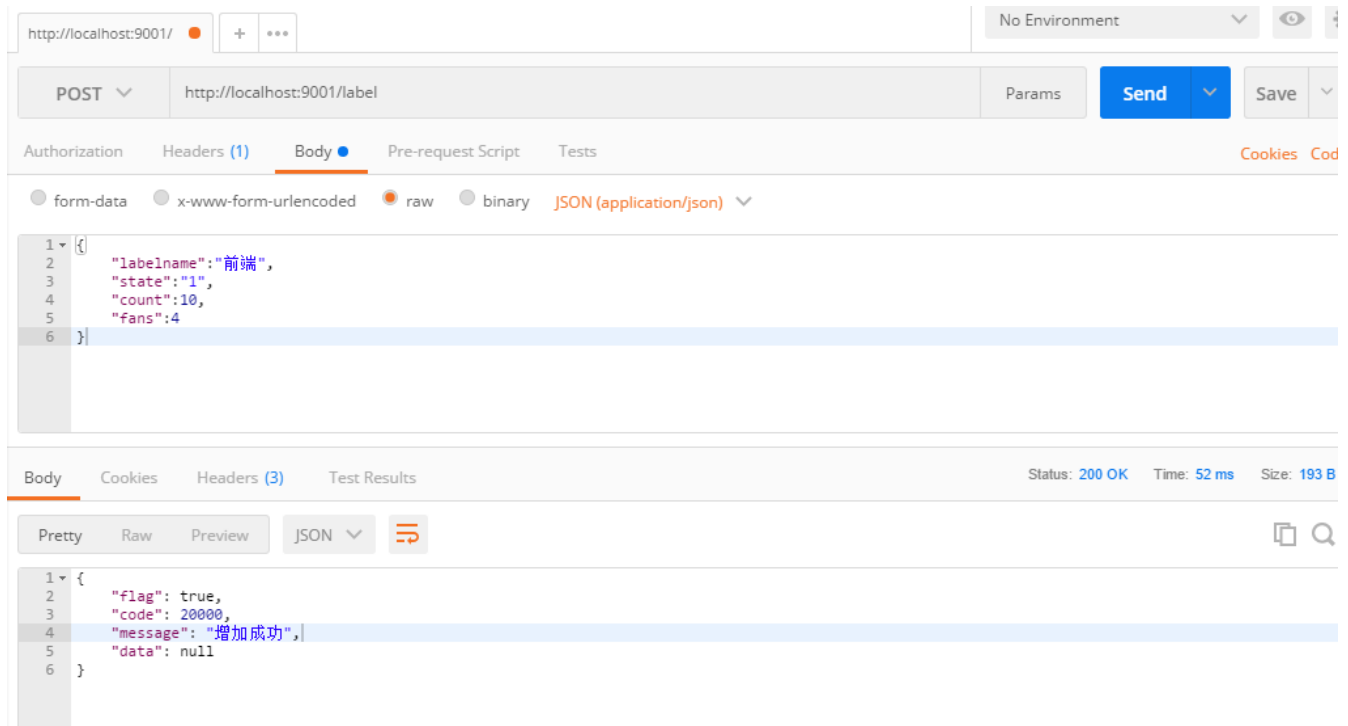 http://localhost:9001/ + ••• No Environment
POST http://localhost:9001/label Params Send Save
Authorization Headers (1) Body Pre-request Script Tests Cookies Cod
form-data x-www-form-urlencoded raw binary JSON (application/json)
1 {
2 "labelname":"前端",
3 "state":"1",
4 "count":10,
5 "fans":4
6 }
Body Cookies Headers (3) Test Results Status: 200 OK Time: 52 ms Size: 193 B
Pretty Raw Preview JSON
1 {
2 "flag": true,
3 "code": 20000,
4 "message": "增加成功",
5 "data": null
6 }